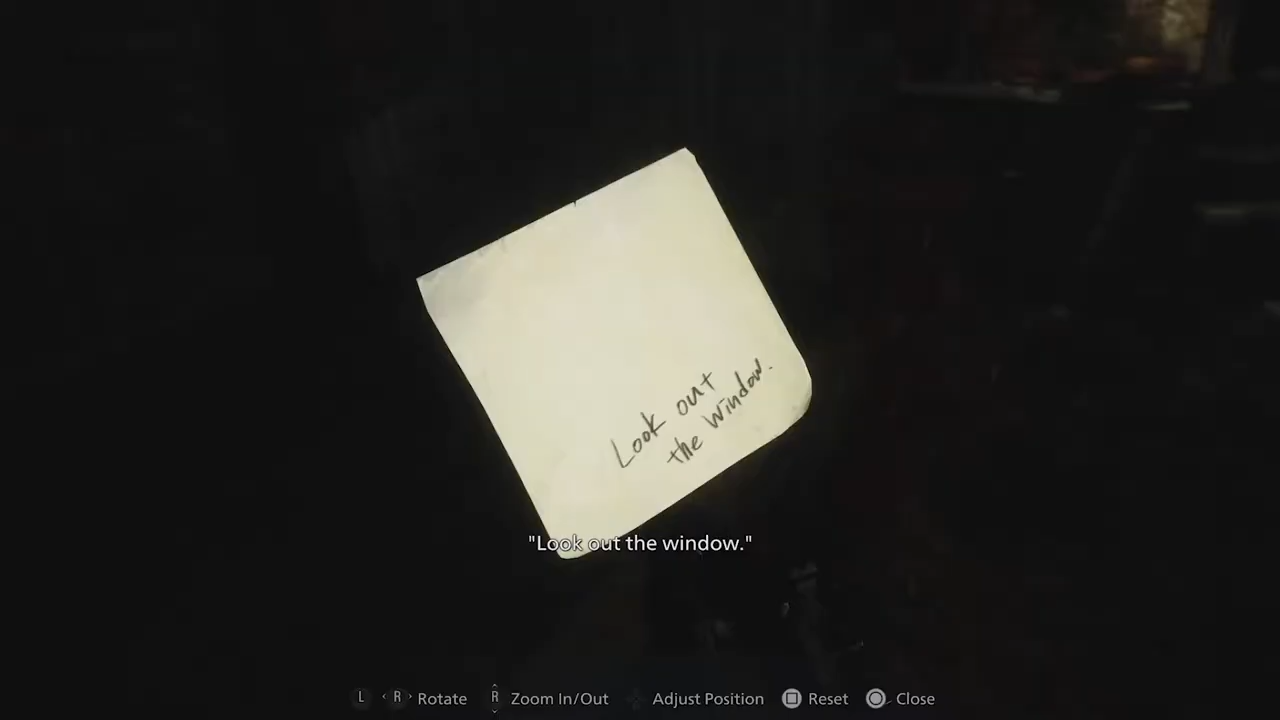 Look out
the window.
"Look out the window."
L R Rotate R Zoom In/Out Adjust Position Reset Close